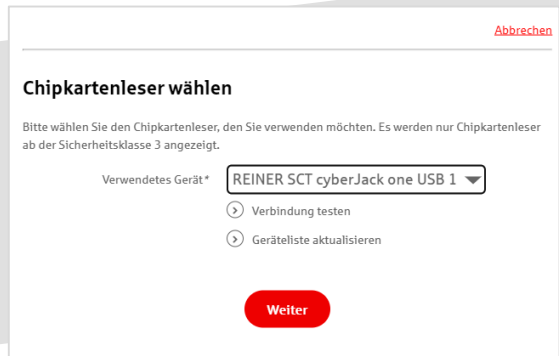 Abbrechen
Chipkartenleser wählen
Bitte wählen Sie den Chipkartenleser, den Sie verwenden möchten. Es werden nur Chipkartenleser
ab der Sicherheitsklasse 3 angezeigt.
Verwendetes Gerät* REINER SCT cyberJack one USB 1
Verbindung testen
Geräteliste aktualisieren
Weiter